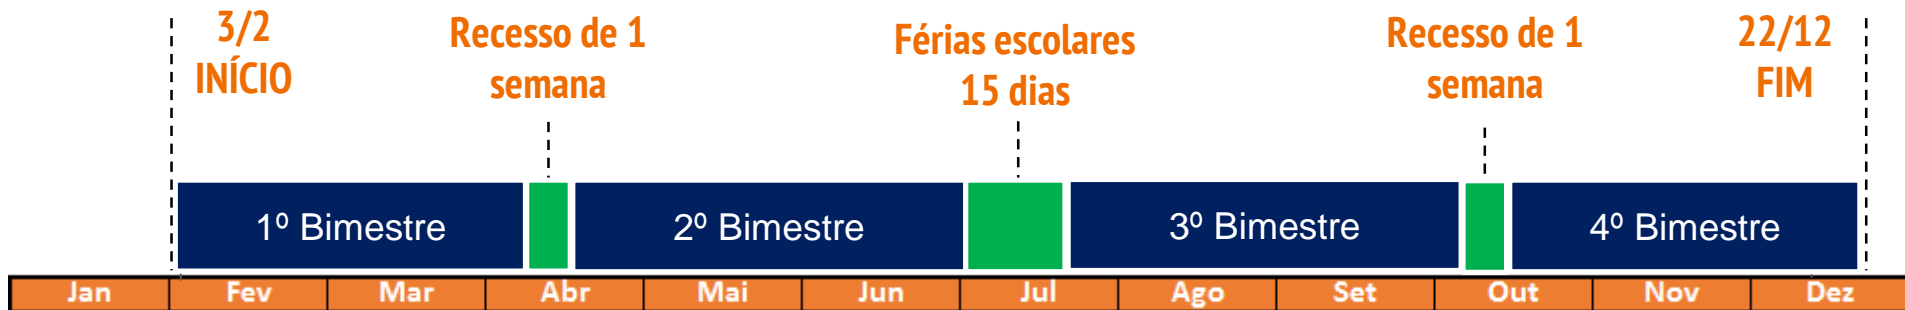 3/2
INÍCIO
Recesso de 1
semana
Férias escolares
15 dias
Recesso de 1
semana
22/12
FIM
1º Bimestre
2º Bimestre
3º Bimestre
4º Bimestre
Jan Fev Mar Abr Mai Jun Jul Ago Set Out Nov Dez